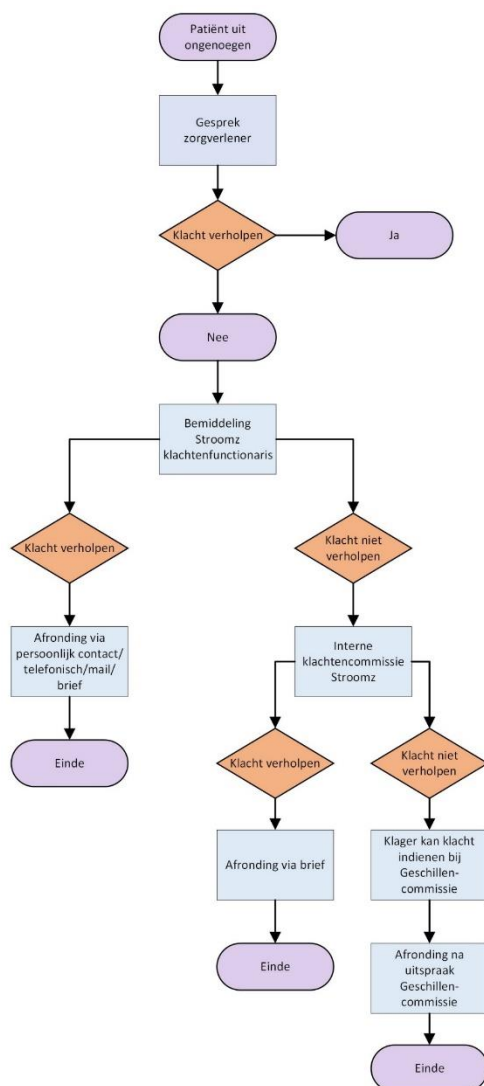 Patiënt uit
ongenoegen
Gesprek
zorgverlener
Klacht verholpen
Ja
Nee
Bemiddeling
Stroomz
klachtenfunctionaris
Klacht verholpen
Klacht niet
verholpen
Afronding via
persoonlijk contact/
telefonisch/mail/
brief
Interne
klachtencommissie
Stroomz
Einde
Klacht verholpen
Klacht niet
verholpen
Afronding via brief
Klager kan klacht
indienen bij
Geschillen-
commissie
Einde
Afronding na
uitspraak
Geschillen-
commissie
Einde